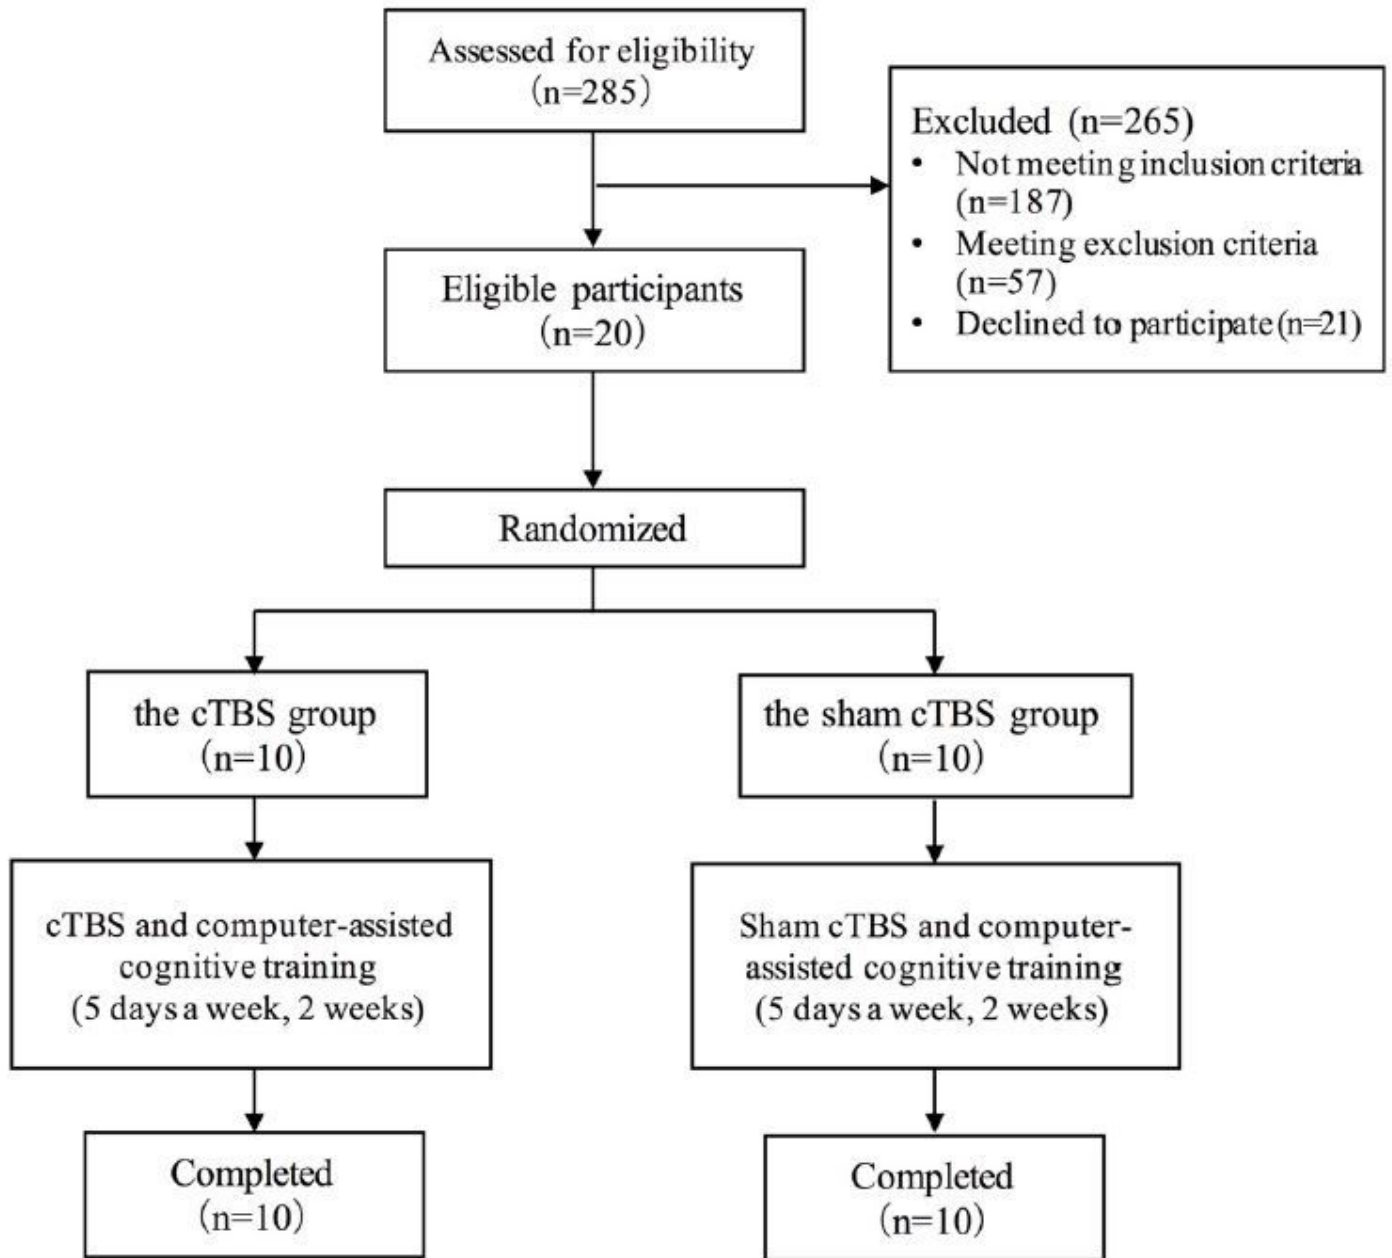 Assessed for eligibility
(n=285)
Excluded (n=265)
• Not meeting inclusion criteria
(n=187)
• Meeting exclusion criteria
(n=57)
• Declined to participate (n=21)
Eligible participants
(n=20)
Randomized
the cTBS group
(n=10)
the sham cTBS group
(n=10)
cTBS and computer-assisted
cognitive training
(5 days a week, 2 weeks)
Sham cTBS and computer-
assisted cognitive training
(5 days a week, 2 weeks)
Completed
(n=10)
Completed
(n=10)